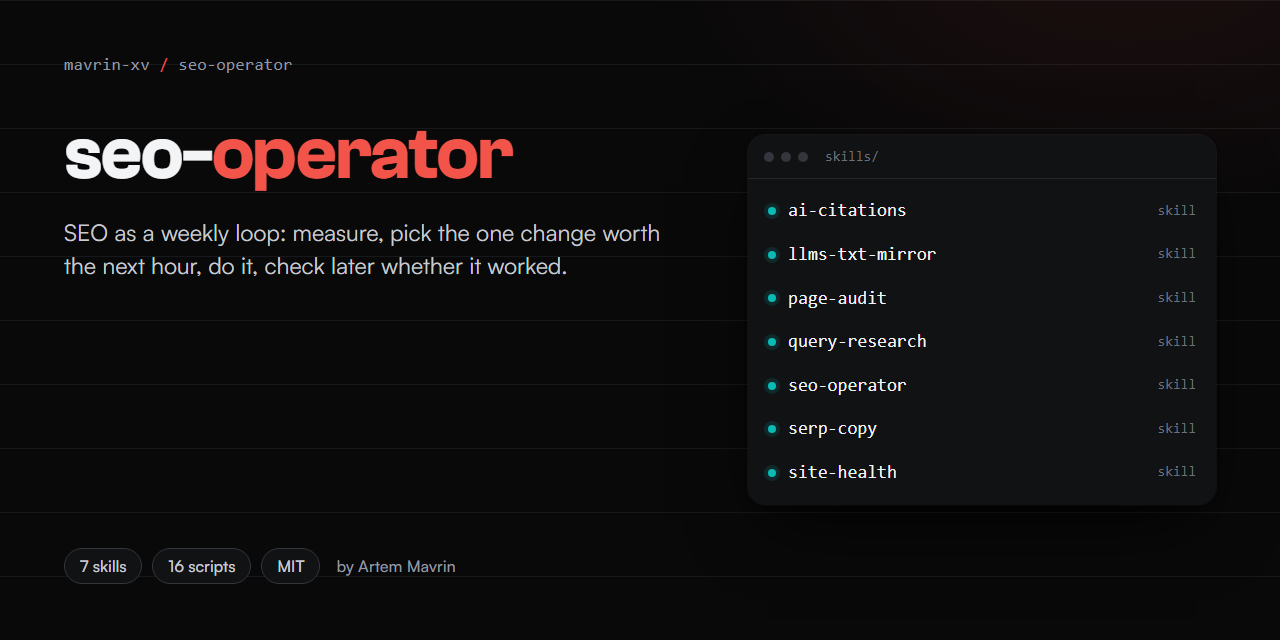 mavrin-xv / seo-operator
seo-operator
SEO as a weekly loop: measure, pick the one change worth
the next hour, do it, check later whether it worked.
skills/
ai-citations skill
llms-txt-mirror skill
page-audit skill
query-research skill
seo-operator skill
serp-copy skill
site-health skill
7 skills 16 scripts MIT by Artem Mavrin